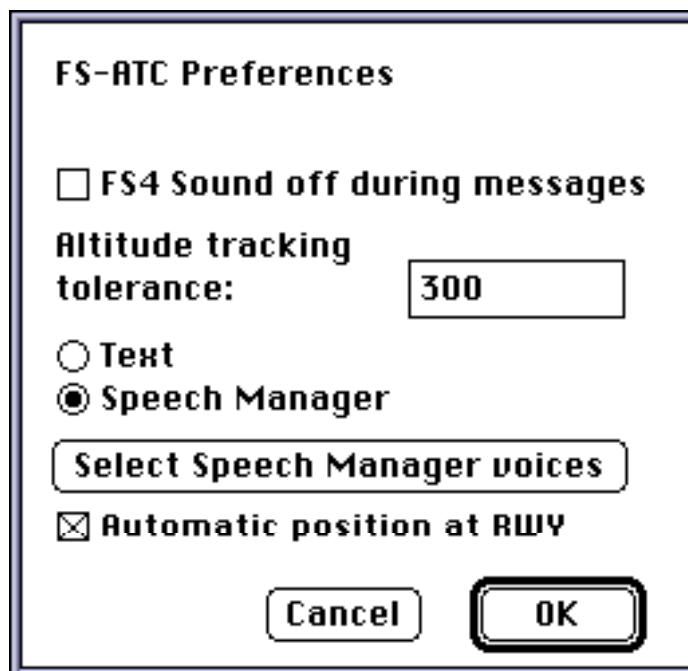 FS-ATC Preferences
FS4 Sound off during messages
Altitude tracking
tolerance:
300
Text
Speech Manager
Select Speech Manager voices
Automatic position at RWY
Cancel
OK